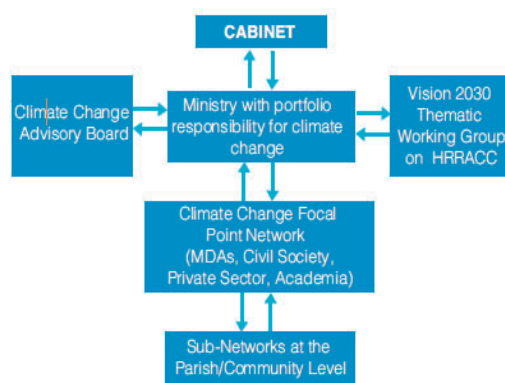 CABINET
Climate Change
Advisory Board
Ministry with portfolio
responsibility for climate
change
Vision 2030
Thematic
Working Group
on HRRACC
Climate Change Focal
Point Network
(MDAs, Civil Society,
Private Sector, Academia)
Sub-Networks at the
Parish/Community Level